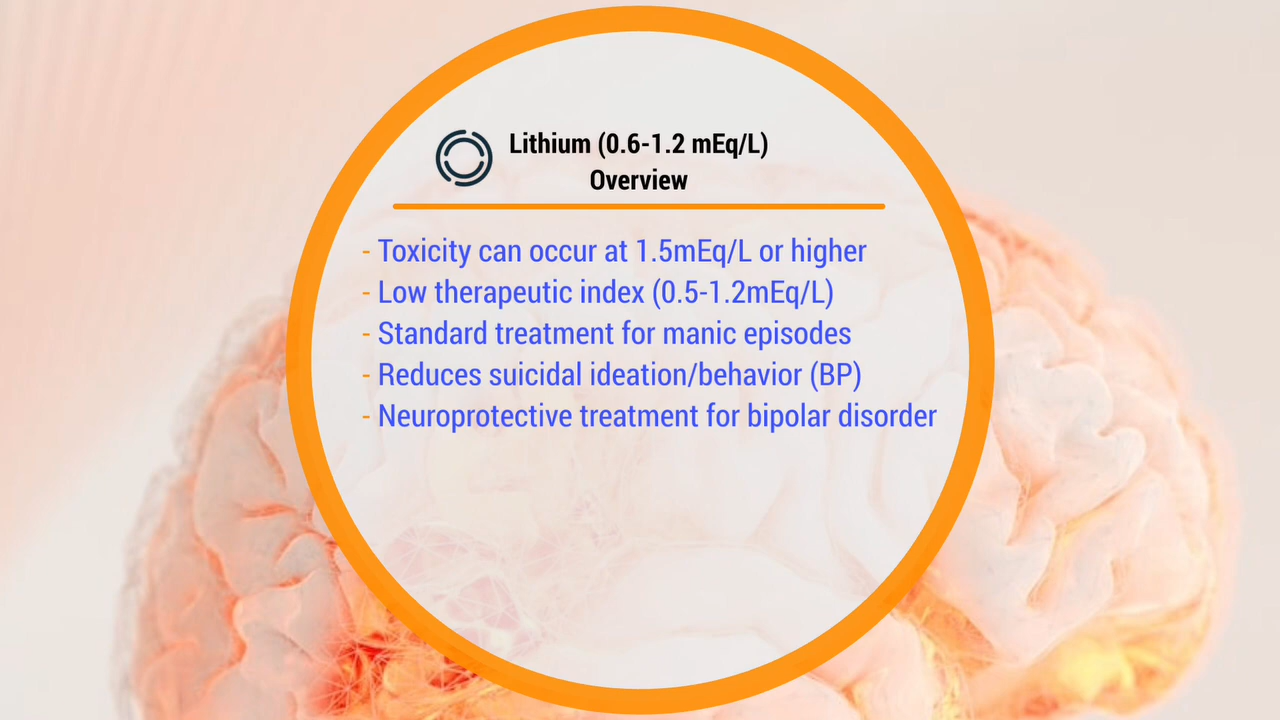 Lithium (0.6-1.2 mEq/L)
Overview
- Toxicity can occur at 1.5mEq/L or higher
- Low therapeutic index (0.5-1.2mEq/L)
- Standard treatment for manic episodes
- Reduces suicidal ideation/behavior (BP)
- Neuroprotective treatment for bipolar disorder